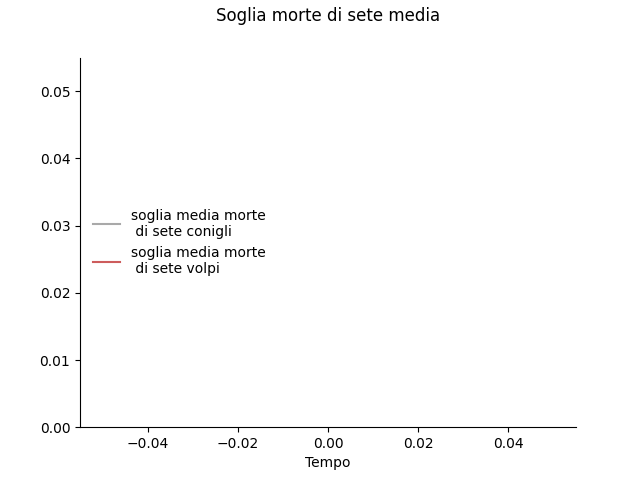 Soglia morte di sete media
0.05
0.04
0.03
0.02
0.01
0.00
soglia media morte
di sete conigli
soglia media morte
di sete volpi
−0.04
−0.02
0.00
0.02
0.04
Tempo